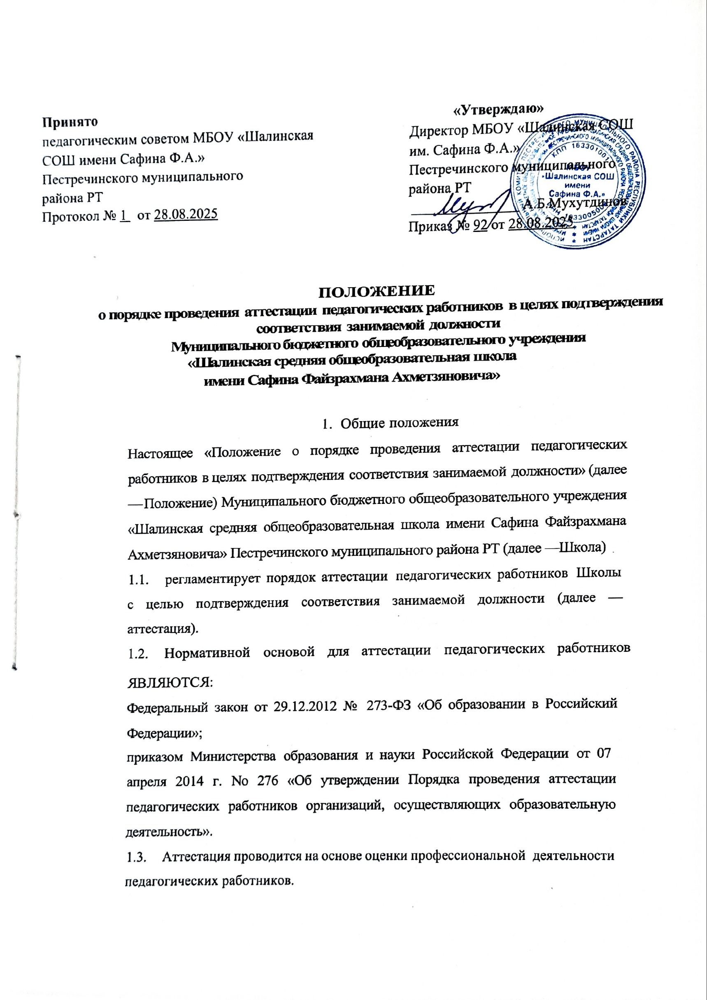 Принято
педагогическим советом МБОУ «Шалинская
СОШ имени Сафина Ф.А.»
Пестречинского муниципального
района РТ
Протокол № 1 от 28.08.2025
«Утверждаю»
Директор МБОУ «Шалинская СОШ
им. Сафина Ф.А.»
Пестречинского муниципального
района РТ
А.Б.Мухутдинов
Приказ № 92 от 28.08.2025
КПП 163301001
МБОУ
«Шалинская СОШ
имени
Сафина Ф.А.»
ПОЛОЖЕНИЕ
о порядке проведения аттестации педагогических работников в целях подтверждения
соответствия занимаемой должности
Муниципального бюджетного общеобразовательного учреждения
«Шалинская средняя общеобразовательная школа
имени Сафина Файзрахмана Ахметзяновича»
1. Общие положения
Настоящее «Положение о порядке проведения аттестации педагогических
работников в целях подтверждения соответствия занимаемой должности» (далее
—Положение) Муниципального бюджетного общеобразовательного учреждения
«Шалинская средняя общеобразовательная школа имени Сафина Файзрахмана
Ахметзяновича» Пестречинского муниципального района РТ (далее —Школа) .
1.1. регламентирует порядок аттестации педагогических работников Школы
с целью подтверждения соответствия занимаемой должности (далее —
аттестация).
1.2. Нормативной основой для аттестации педагогических работников
ЯВЛЯЮТСЯ:
Федеральный закон от 29.12.2012 № 273-ФЗ «Об образовании в Российский
Федерации»;
приказом Министерства образования и науки Российской Федерации от 07
апреля 2014 г. No 276 «Об утверждении Порядка проведения аттестации
педагогических работников организаций, осуществляющих образовательную
деятельность».
1.3. Аттестация проводится на основе оценки профессиональной деятельности
педагогических работников.